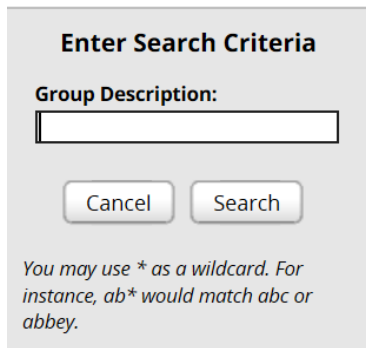 Enter Search Criteria
Group Description:
Cancel Search
You may use * as a wildcard. For
instance, ab* would match abc or
abbey.